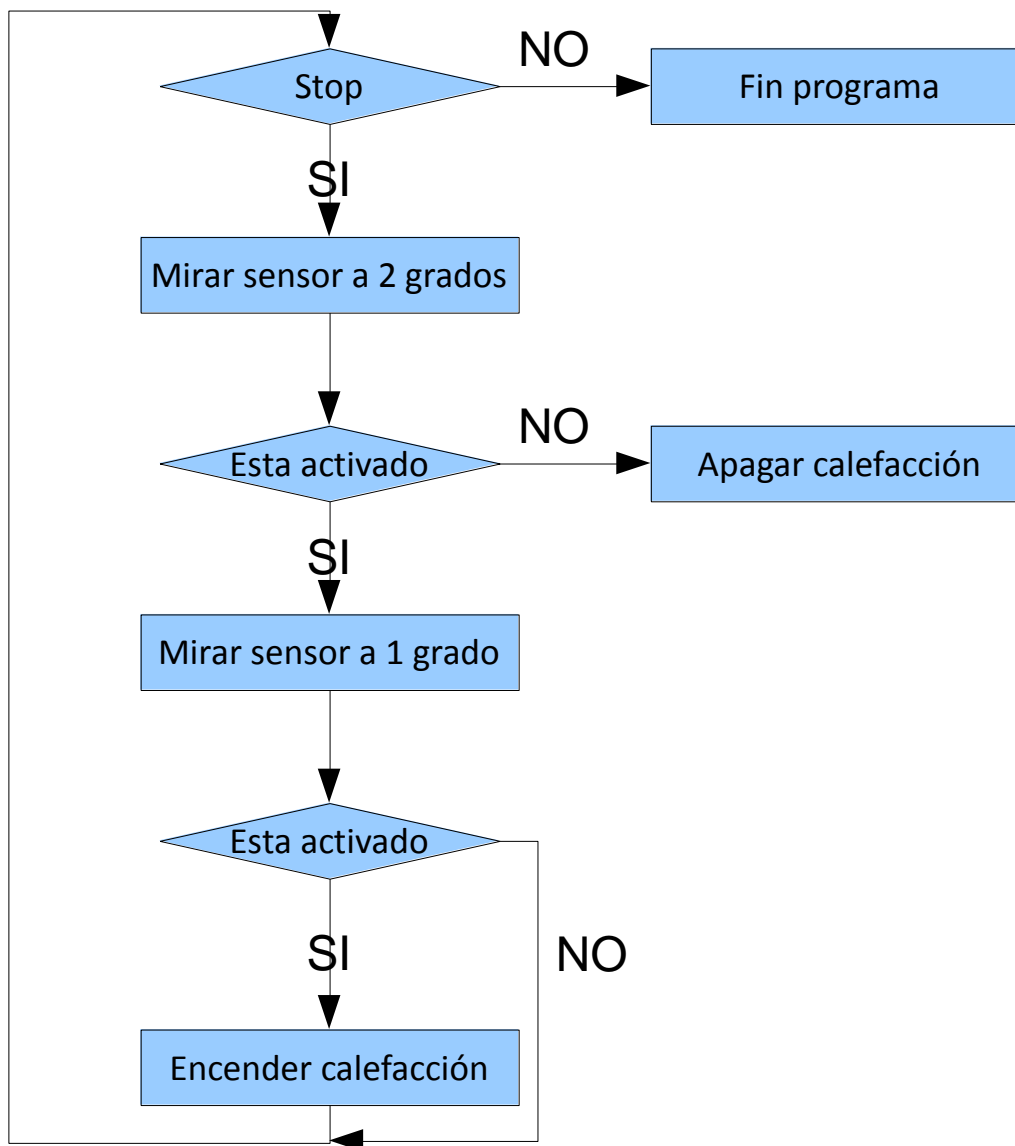 NO
Stop
Fin programa
SI
Mirar sensor a 2 grados
NO
Esta activado
Apagar calefacción
SI
Mirar sensor a 1 grado
Esta activado
SI
NO
Encender calefacción